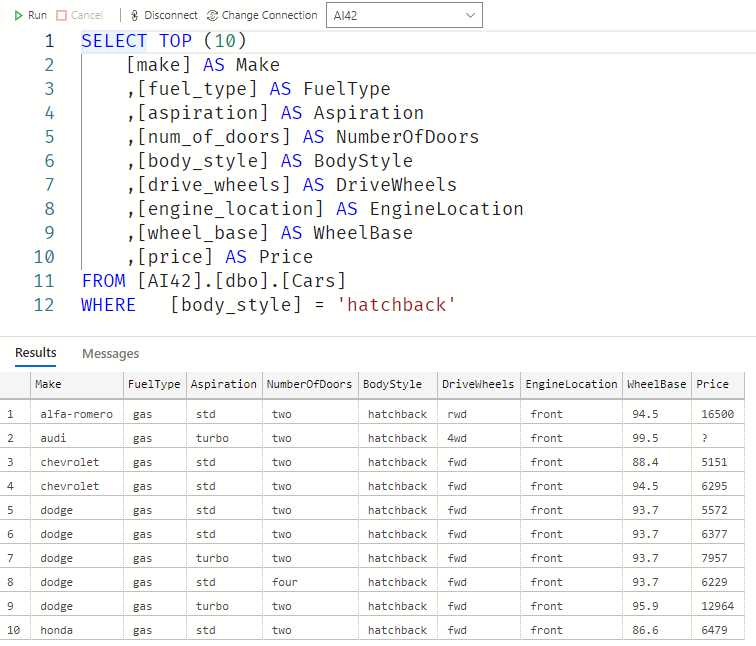 Run Cancel Disconnect Change Connection AI42
1 SELECT TOP (10)
2 [make] AS Make
3 ,[fuel_type] AS FuelType
4 ,[aspiration] AS Aspiration
5 ,[num_of_doors] AS NumberOfDoors
6 ,[body_style] AS BodyStyle
7 ,[drive_wheels] AS DriveWheels
8 ,[engine_location] AS EngineLocation
9 ,[wheel_base] AS WheelBase
10 ,[price] AS Price
11 FROM [AI42].[dbo].[Cars]
12 WHERE [body_style] = 'hatchback'
Results Messages
Make FuelType Aspiration NumberOfDoors BodyStyle DriveWheels EngineLocation WheelBase Price
1 alfa-romero gas std two hatchback rwd front 94.5 16500
2 audi gas turbo two hatchback 4wd front 99.5 ?
3 chevrolet gas std two hatchback fwd front 88.4 5151
4 chevrolet gas std two hatchback fwd front 94.5 6295
5 dodge gas std two hatchback fwd front 93.7 5572
6 dodge gas std two hatchback fwd front 93.7 6377
7 dodge gas turbo two hatchback fwd front 93.7 7957
8 dodge gas std four hatchback fwd front 93.7 6229
9 dodge gas turbo two hatchback fwd front 95.9 12964
10 honda gas std two hatchback fwd front 86.6 6479